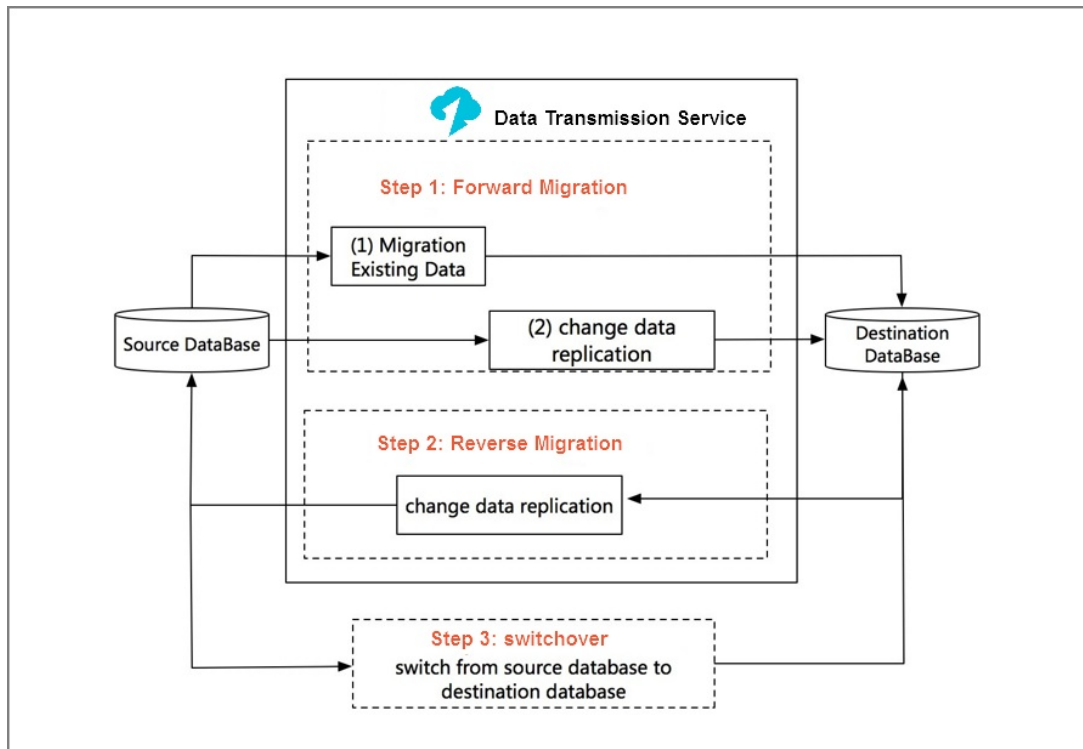 Data Transmission Service
Step 1: Forward Migration
(1) Migration
Existing Data
Source DataBase
(2) change data
replication
Destination
DataBase
Step 2: Reverse Migration
change data replication
Step 3: switchover
switch from source database to
destination database